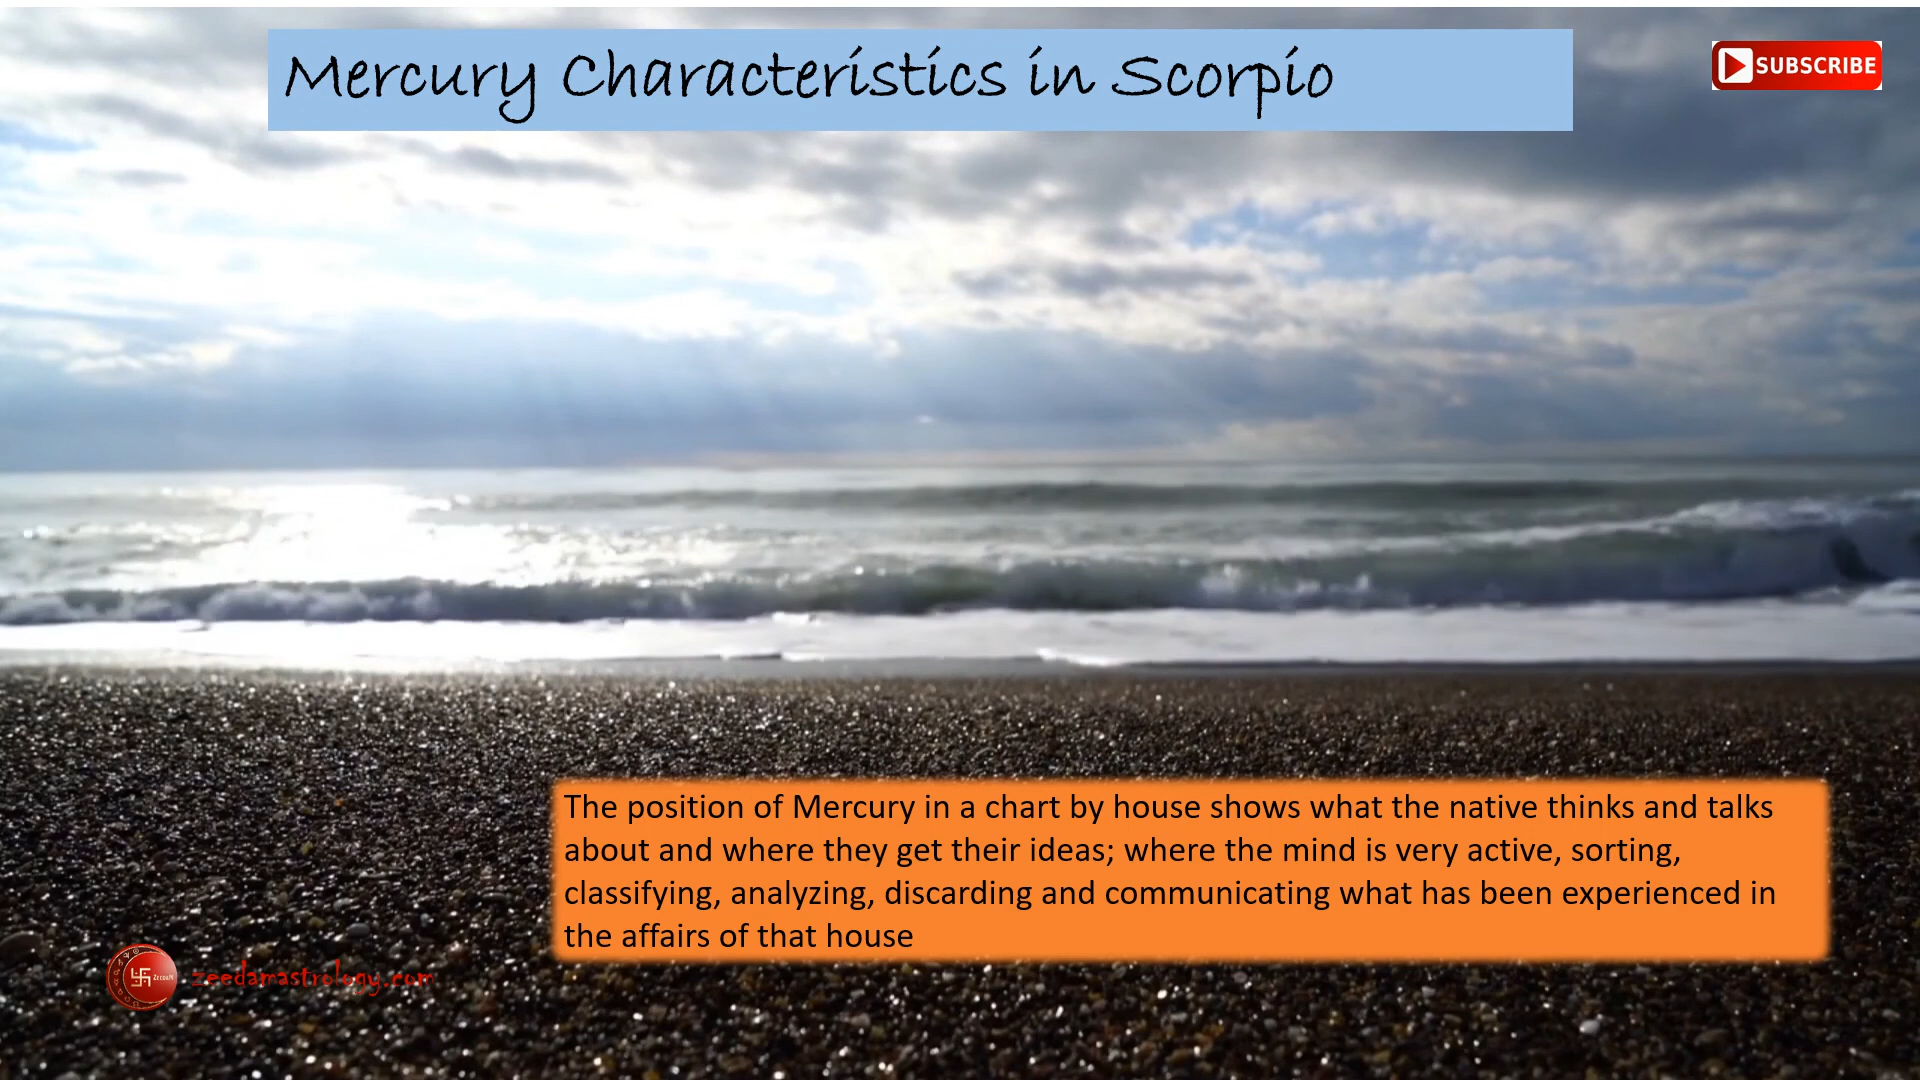 Mercury Characteristics in Scorpio
SUBSCRIBE
The position of Mercury in a chart by house shows what the native thinks and talks
about and where they get their ideas; where the mind is very active, sorting,
classifying, analyzing, discarding and communicating what has been experienced in
the affairs of that house
zeedamastrology.com